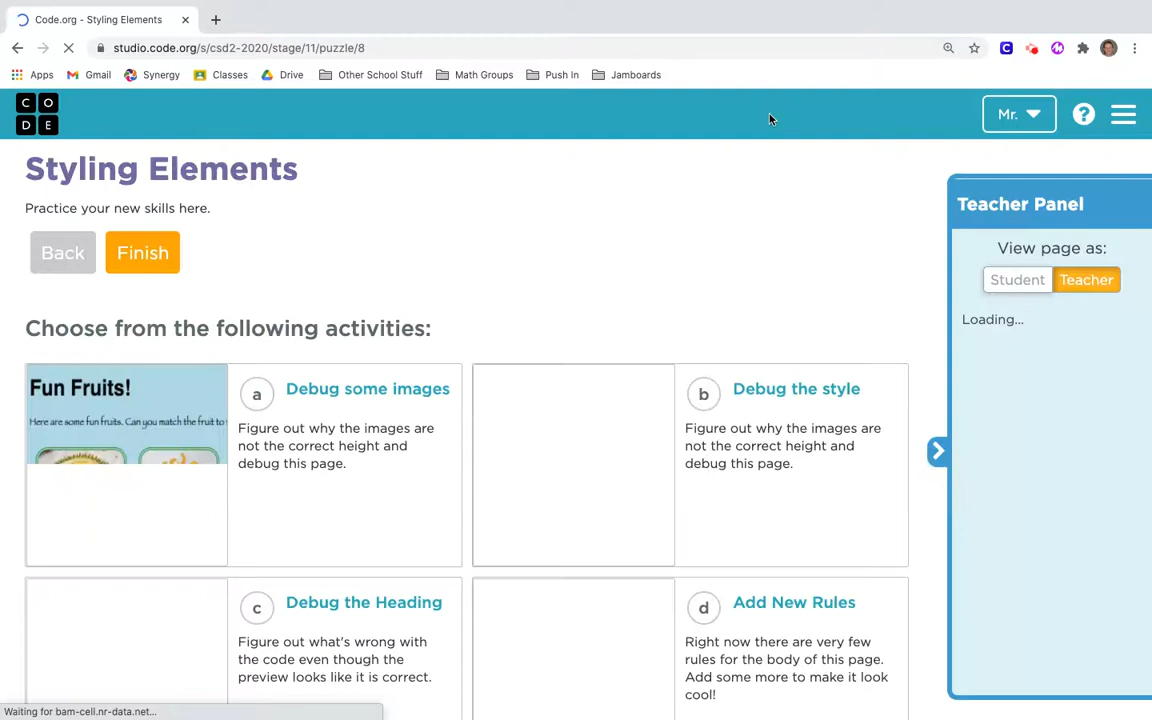 Code.org - Styling Elements
studio.code.org/s/csd2-2020/stage/11/puzzle/8
Apps Gmail Synergy Classes Drive Other School Stuff Math Groups Push In Jamboards
C O
D E
Mr.
?
Styling Elements
Practice your new skills here.
Back Finish
Choose from the following activities:
Fun Fruits!
Here are some fun fruits. Can you match the fruit to
a Debug some images
Figure out why the images are
not the correct height and
debug this page.
b Debug the style
Figure out why the images are
not the correct height and
debug this page.
c Debug the Heading
Figure out what's wrong with
the code even though the
preview looks like it is correct.
d Add New Rules
Right now there are very few
rules for the body of this page.
Add some more to make it look
cool!
Teacher Panel
View page as:
Student Teacher
Loading...
Waiting for bam-cell.nr-data.net...